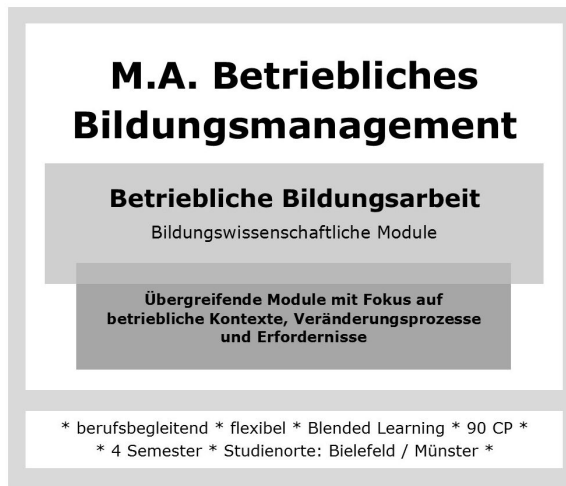 M.A. Betriebliches
Bildungsmanagement
Betriebliche Bildungsarbeit
Bildungswissenschaftliche Module
Übergreifende Module mit Fokus auf
betriebliche Kontexte, Veränderungsprozesse
und Erfordernisse
* berufsbegleitend * flexibel * Blended Learning * 90 CP *
* 4 Semester * Studienorte: Bielefeld / Münster *